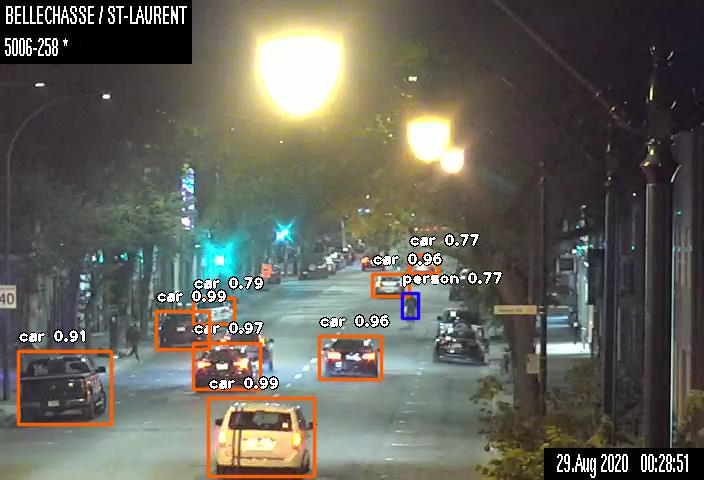 BELLECHASSE / ST-LAURENT
5006-258 *
car 0.77
car 0.96
person 0.77
car 0.79
car 0.99
car 0.97
car 0.96
car 0.91
car 0.99
40
29.Aug 2020 00:28:51